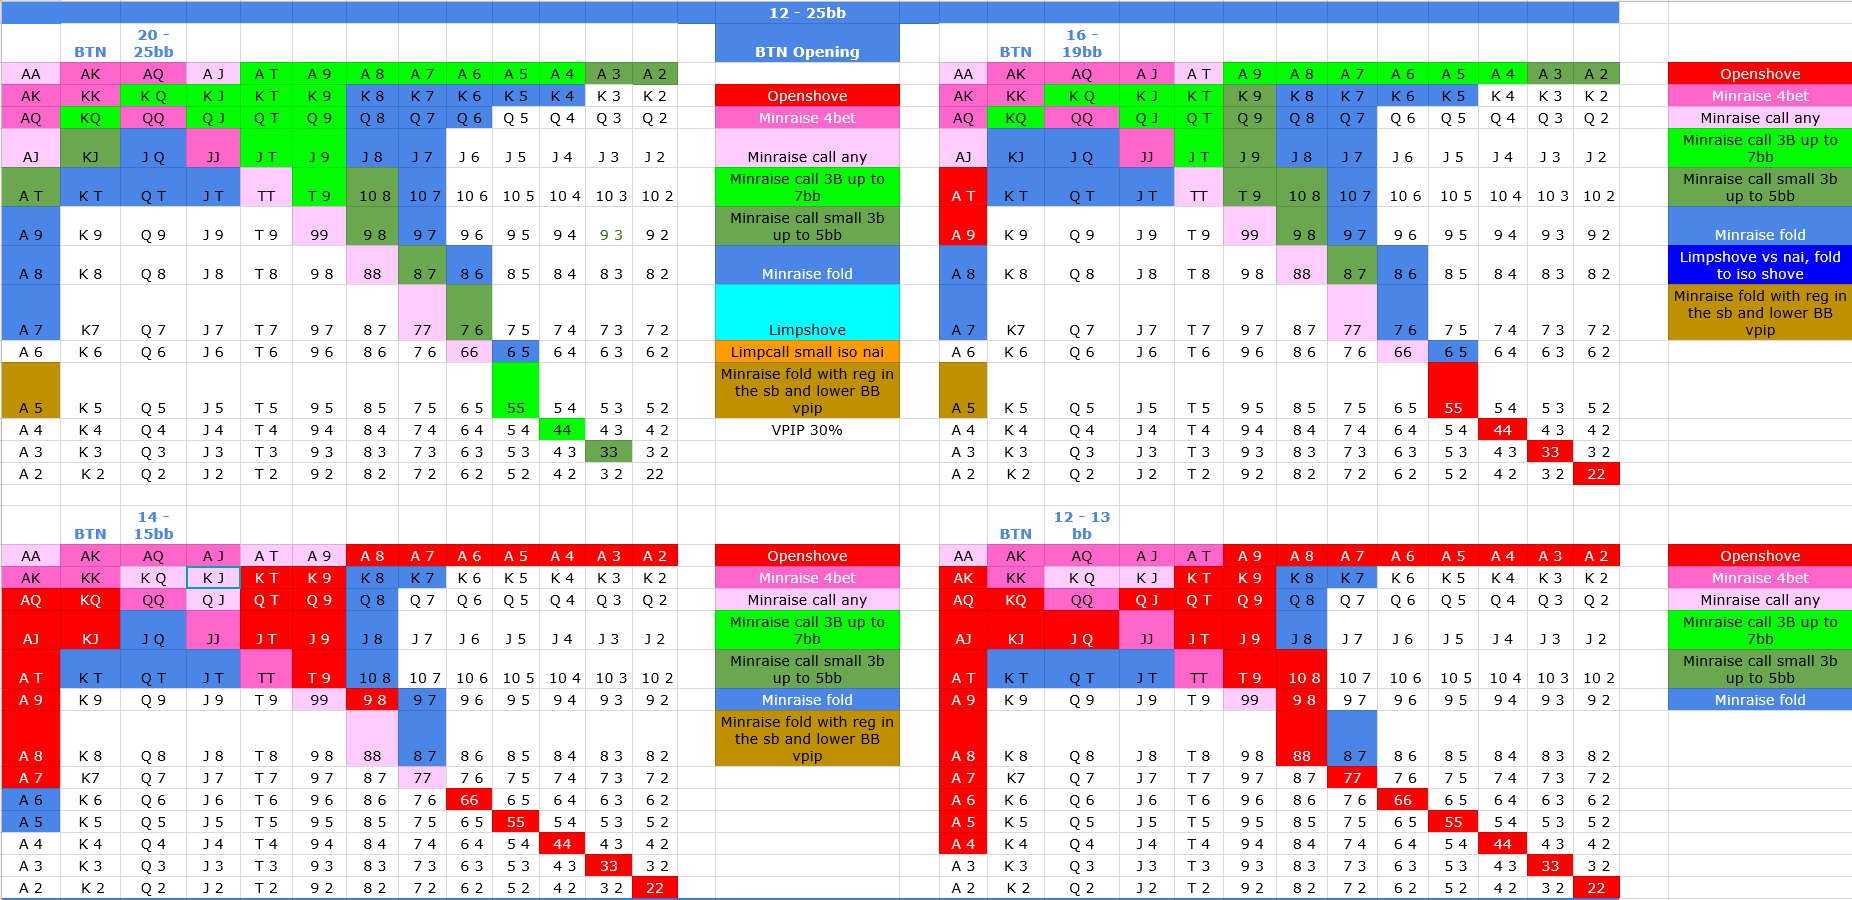 12 - 25bb
BTN 20 - 25bb BTN Opening BTN 16 - 19bb
AA AK AQ A J A T A 9 A 8 A 7 A 6 A 5 A 4 A 3 A 2 AA AK AQ A J A T A 9 A 8 A 7 A 6 A 5 A 4 A 3 A 2 Openshove
AK KK K Q K J K T K 9 K 8 K 7 K 6 K 5 K 4 K 3 K 2 Openshove AK KK K Q K J K T K 9 K 8 K 7 K 6 K 5 K 4 K 3 K 2 Minraise 4bet
AQ KQ QQ Q J Q T Q 9 Q 8 Q 7 Q 6 Q 5 Q 4 Q 3 Q 2 Minraise 4bet AQ KQ QQ Q J Q T Q 9 Q 8 Q 7 Q 6 Q 5 Q 4 Q 3 Q 2 Minraise call any
AJ KJ J Q JJ J T J 9 J 8 J 7 J 6 J 5 J 4 J 3 J 2 Minraise call any AJ KJ J Q JJ J T J 9 J 8 J 7 J 6 J 5 J 4 J 3 J 2 Minraise call 3B up to 7bb
A T K T Q T J T TT T 9 10 8 10 7 10 6 10 5 10 4 10 3 10 2 Minraise call 3B up to 7bb A T K T Q T J T TT T 9 10 8 10 7 10 6 10 5 10 4 10 3 10 2 Minraise call small 3b up to 5bb
A 9 K 9 Q 9 J 9 T 9 99 9 8 9 7 9 6 9 5 9 4 9 3 9 2 Minraise call small 3b up to 5bb A 9 K 9 Q 9 J 9 T 9 99 9 8 9 7 9 6 9 5 9 4 9 3 9 2 Minraise fold
A 8 K 8 Q 8 J 8 T 8 9 8 88 8 7 8 6 8 5 8 4 8 3 8 2 Minraise fold A 8 K 8 Q 8 J 8 T 8 9 8 88 8 7 8 6 8 5 8 4 8 3 8 2 Limpshove vs nai, fold to iso shove
A 7 K7 Q 7 J 7 T 7 9 7 8 7 77 7 6 7 5 7 4 7 3 7 2 Limpshove A 7 K7 Q 7 J 7 T 7 9 7 8 7 77 7 6 7 5 7 4 7 3 7 2 Minraise fold with reg in the sb and lower BB vpip
A 6 K 6 Q 6 J 6 T 6 9 6 8 6 7 6 66 6 5 6 4 6 3 6 2 Limpcall small iso nai A 6 K 6 Q 6 J 6 T 6 9 6 8 6 7 6 66 6 5 6 4 6 3 6 2
A 5 K 5 Q 5 J 5 T 5 9 5 8 5 7 5 6 5 55 5 4 5 3 5 2 Minraise fold with reg in the sb and lower BB vpip A 5 K 5 Q 5 J 5 T 5 9 5 8 5 7 5 6 5 55 5 4 5 3 5 2
A 4 K 4 Q 4 J 4 T 4 9 4 8 4 7 4 6 4 5 4 44 4 3 4 2 VPIP 30% A 4 K 4 Q 4 J 4 T 4 9 4 8 4 7 4 6 4 5 4 44 4 3 4 2
A 3 K 3 Q 3 J 3 T 3 9 3 8 3 7 3 6 3 5 3 4 3 33 3 2 A 3 K 3 Q 3 J 3 T 3 9 3 8 3 7 3 6 3 5 3 4 3 33 3 2
A 2 K 2 Q 2 J 2 T 2 9 2 8 2 7 2 6 2 5 2 4 2 3 2 22 A 2 K 2 Q 2 J 2 T 2 9 2 8 2 7 2 6 2 5 2 4 2 3 2 22
BTN 14 - 15bb BTN 12 - 13 bb
AA AK AQ A J A T A 9 A 8 A 7 A 6 A 5 A 4 A 3 A 2 Openshove AA AK AQ A J A T A 9 A 8 A 7 A 6 A 5 A 4 A 3 A 2 Openshove
AK KK K Q K J K T K 9 K 8 K 7 K 6 K 5 K 4 K 3 K 2 Minraise 4bet AK KK K Q K J K T K 9 K 8 K 7 K 6 K 5 K 4 K 3 K 2 Minraise 4bet
AQ KQ QQ Q J Q T Q 9 Q 8 Q 7 Q 6 Q 5 Q 4 Q 3 Q 2 Minraise call any AQ KQ QQ Q J Q T Q 9 Q 8 Q 7 Q 6 Q 5 Q 4 Q 3 Q 2 Minraise call any
AJ KJ J Q JJ J T J 9 J 8 J 7 J 6 J 5 J 4 J 3 J 2 Minraise call 3B up to 7bb AJ KJ J Q JJ J T J 9 J 8 J 7 J 6 J 5 J 4 J 3 J 2 Minraise call 3B up to 7bb
A T K T Q T J T TT T 9 10 8 10 7 10 6 10 5 10 4 10 3 10 2 Minraise call small 3b up to 5bb A T K T Q T J T TT T 9 10 8 10 7 10 6 10 5 10 4 10 3 10 2 Minraise call small 3b up to 5bb
A 9 K 9 Q 9 J 9 T 9 99 9 8 9 7 9 6 9 5 9 4 9 3 9 2 Minraise fold A 9 K 9 Q 9 J 9 T 9 99 9 8 9 7 9 6 9 5 9 4 9 3 9 2 Minraise fold
A 8 K 8 Q 8 J 8 T 8 9 8 88 8 7 8 6 8 5 8 4 8 3 8 2 Minraise fold with reg in the sb and lower BB vpip A 8 K 8 Q 8 J 8 T 8 9 8 88 8 7 8 6 8 5 8 4 8 3 8 2
A 7 K7 Q 7 J 7 T 7 9 7 8 7 77 7 6 7 5 7 4 7 3 7 2 A 7 K7 Q 7 J 7 T 7 9 7 8 7 77 7 6 7 5 7 4 7 3 7 2
A 6 K 6 Q 6 J 6 T 6 9 6 8 6 7 6 66 6 5 6 4 6 3 6 2 A 6 K 6 Q 6 J 6 T 6 9 6 8 6 7 6 66 6 5 6 4 6 3 6 2
A 5 K 5 Q 5 J 5 T 5 9 5 8 5 7 5 6 5 55 5 4 5 3 5 2 A 5 K 5 Q 5 J 5 T 5 9 5 8 5 7 5 6 5 55 5 4 5 3 5 2
A 4 K 4 Q 4 J 4 T 4 9 4 8 4 7 4 6 4 5 4 44 4 3 4 2 A 4 K 4 Q 4 J 4 T 4 9 4 8 4 7 4 6 4 5 4 44 4 3 4 2
A 3 K 3 Q 3 J 3 T 3 9 3 8 3 7 3 6 3 5 3 4 3 33 3 2 A 3 K 3 Q 3 J 3 T 3 9 3 8 3 7 3 6 3 5 3 4 3 33 3 2
A 2 K 2 Q 2 J 2 T 2 9 2 8 2 7 2 6 2 5 2 4 2 3 2 22 A 2 K 2 Q 2 J 2 T 2 9 2 8 2 7 2 6 2 5 2 4 2 3 2 22